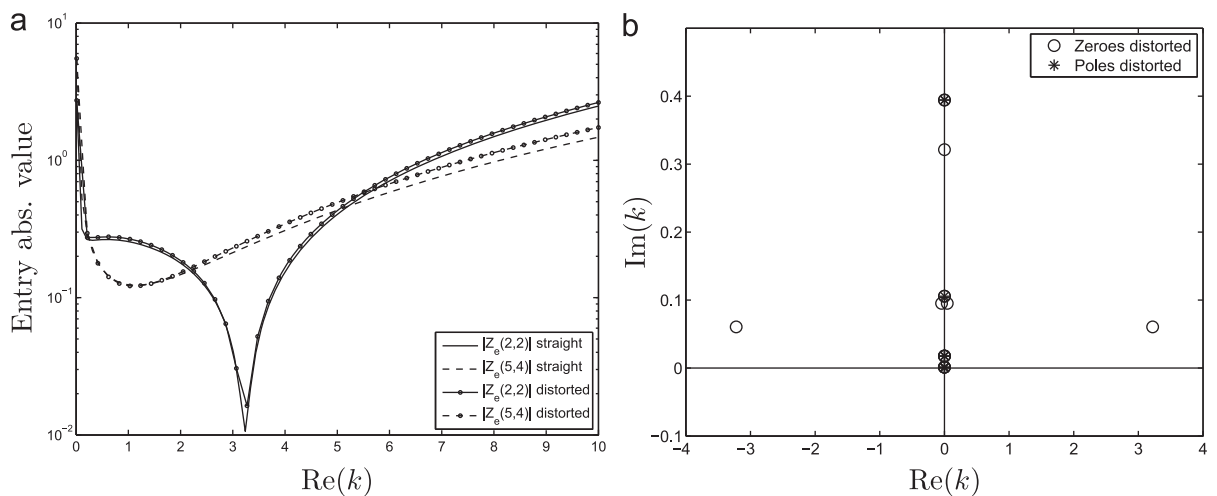 a
10^1
10^0
10^-1
10^-2
Entry abs. value
0 1 2 3 4 5 6 7 8 9 10
Re(k)
|Z_e(2,2)| straight
|Z_e(5,4)| straight
|Z_e(2,2)| distorted
|Z_e(5,4)| distorted
b
0.4
0.3
0.2
0.1
0
−0.1
Im(k)
−4 −3 −2 −1 0 1 2 3 4
Re(k)
Zeroes distorted
Poles distorted